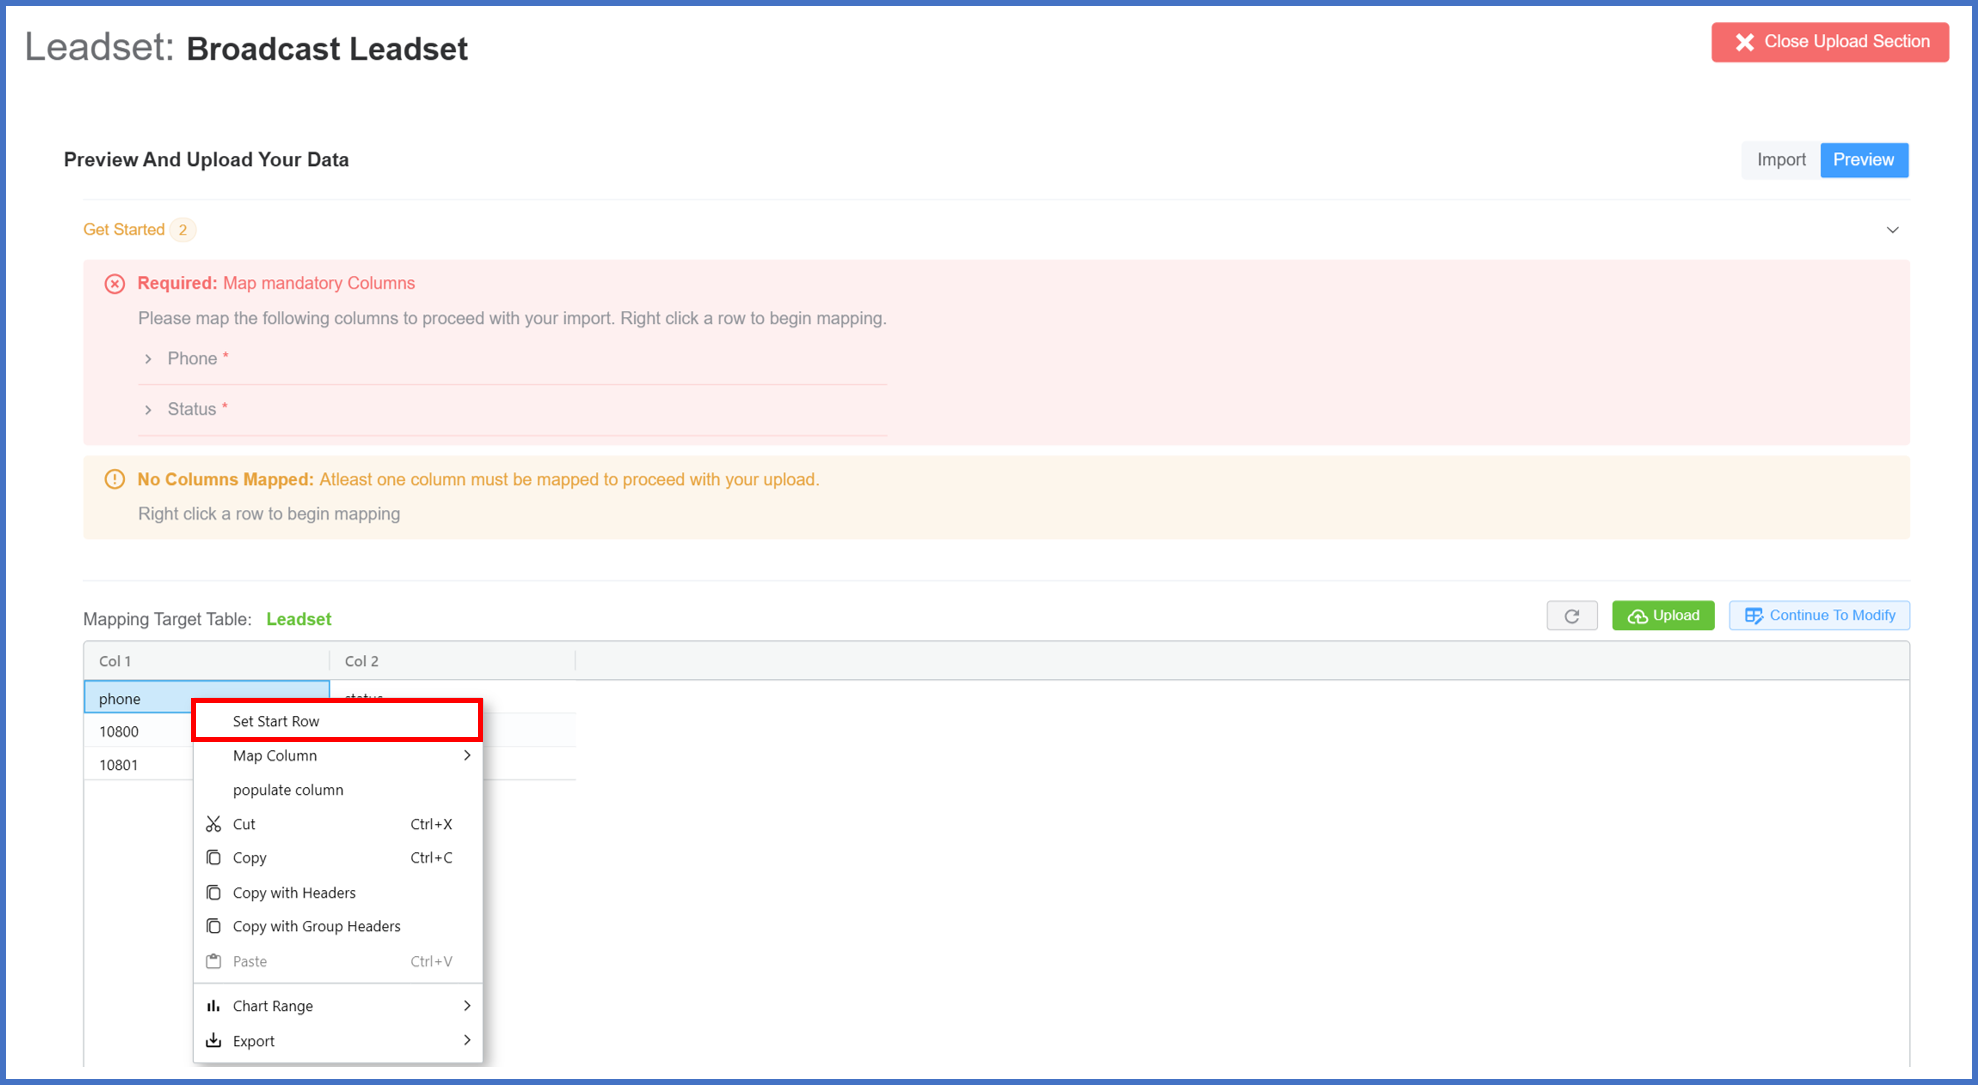 Leadset: Broadcast Leadset
Close Upload Section
Preview And Upload Your Data
Import Preview
Get Started 2
Required: Map mandatory Columns
Please map the following columns to proceed with your import. Right click a row to begin mapping.
Phone *
Status *
No Columns Mapped: Atleast one column must be mapped to proceed with your upload.
Right click a row to begin mapping
Mapping Target Table: Leadset
Upload
Continue To Modify
Col 1 Col 2
phone status
10800
10801
Set Start Row
Map Column
populate column
Cut Ctrl+X
Copy Ctrl+C
Copy with Headers
Copy with Group Headers
Paste Ctrl+V
Chart Range
Export